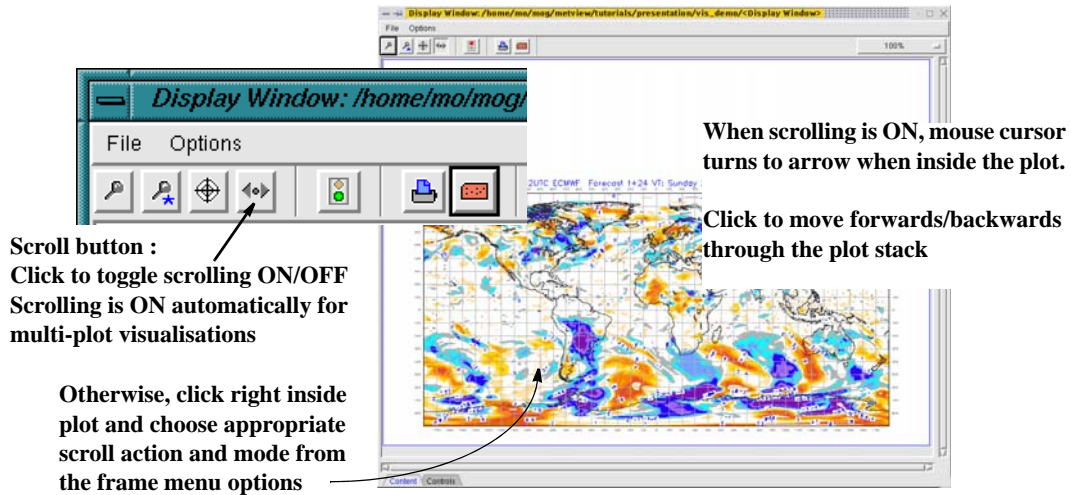 Display Window: /home/mo/mog/metview/tutorials/presentation/vis_demo/<Display Window>
File Options
100%
Display Window: /home/mo/mog/
File Options
When scrolling is ON, mouse cursor
turns to arrow when inside the plot.
Click to move forwards/backwards
through the plot stack
2UTC ECMWF Forecast t+24 VT: Sunday
Scroll button :
Click to toggle scrolling ON/OFF
Scrolling is ON automatically for
multi-plot visualisations
Otherwise, click right inside
plot and choose appropriate
scroll action and mode from
the frame menu options
Content Controls